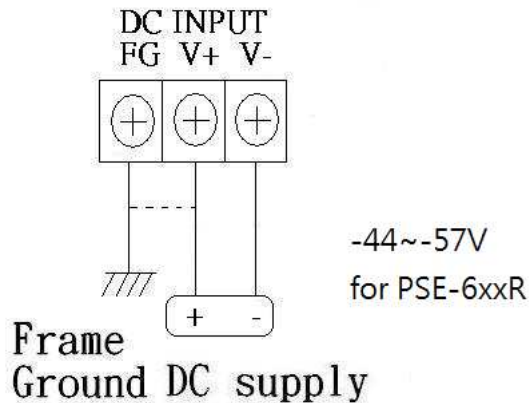 DC INPUT
FG V+ V-
-44~-57V
for PSE-6xxR
+ -
Frame
Ground DC supply